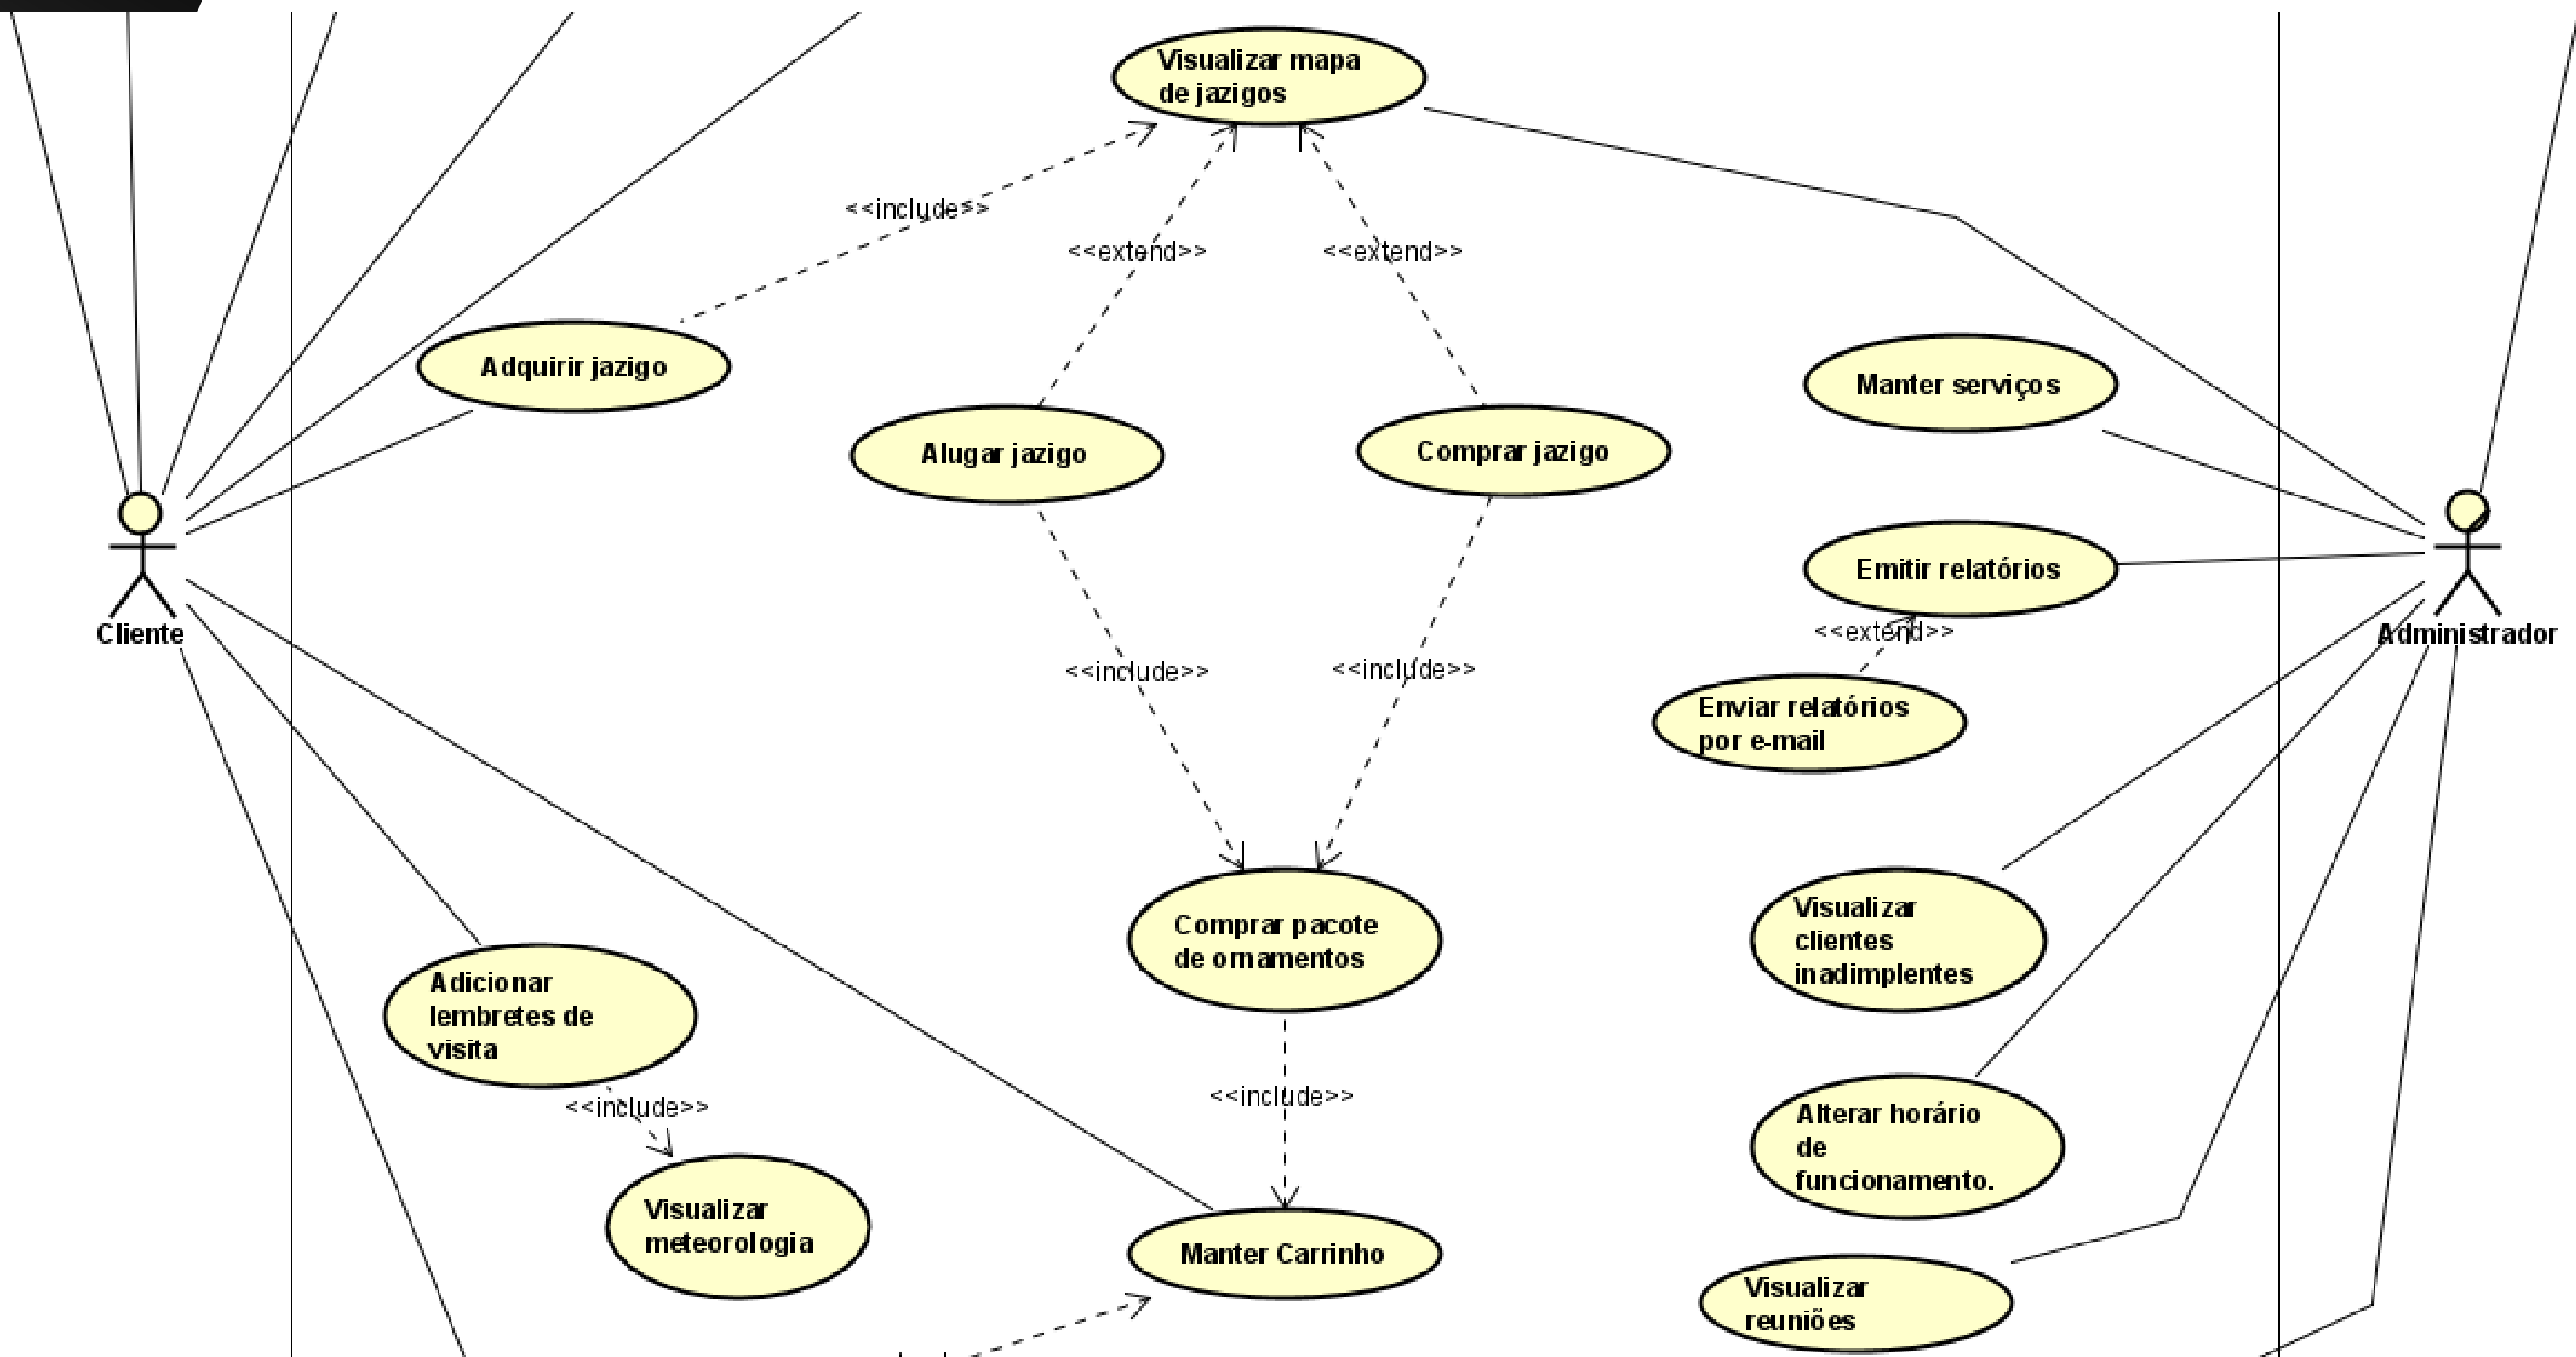 Visualizar mapa
de jazigos
<<include>>
<<extend>>
<<extend>>
Adquirir jazigo
Alugar jazigo
Comprar jazigo
Manter serviços
Emitir relatórios
<<extend>>
Cliente
Administrador
<<include>>
<<include>>
Enviar relatórios
por e-mail
Comprar pacote
de ornamentos
Visualizar
clientes
inadimplentes
Adicionar
lembretes de
visita
<<include>>
<<include>>
Alterar horário
de
funcionamento.
Visualizar
meteorologia
Manter Carrinho
Visualizar
reuniões